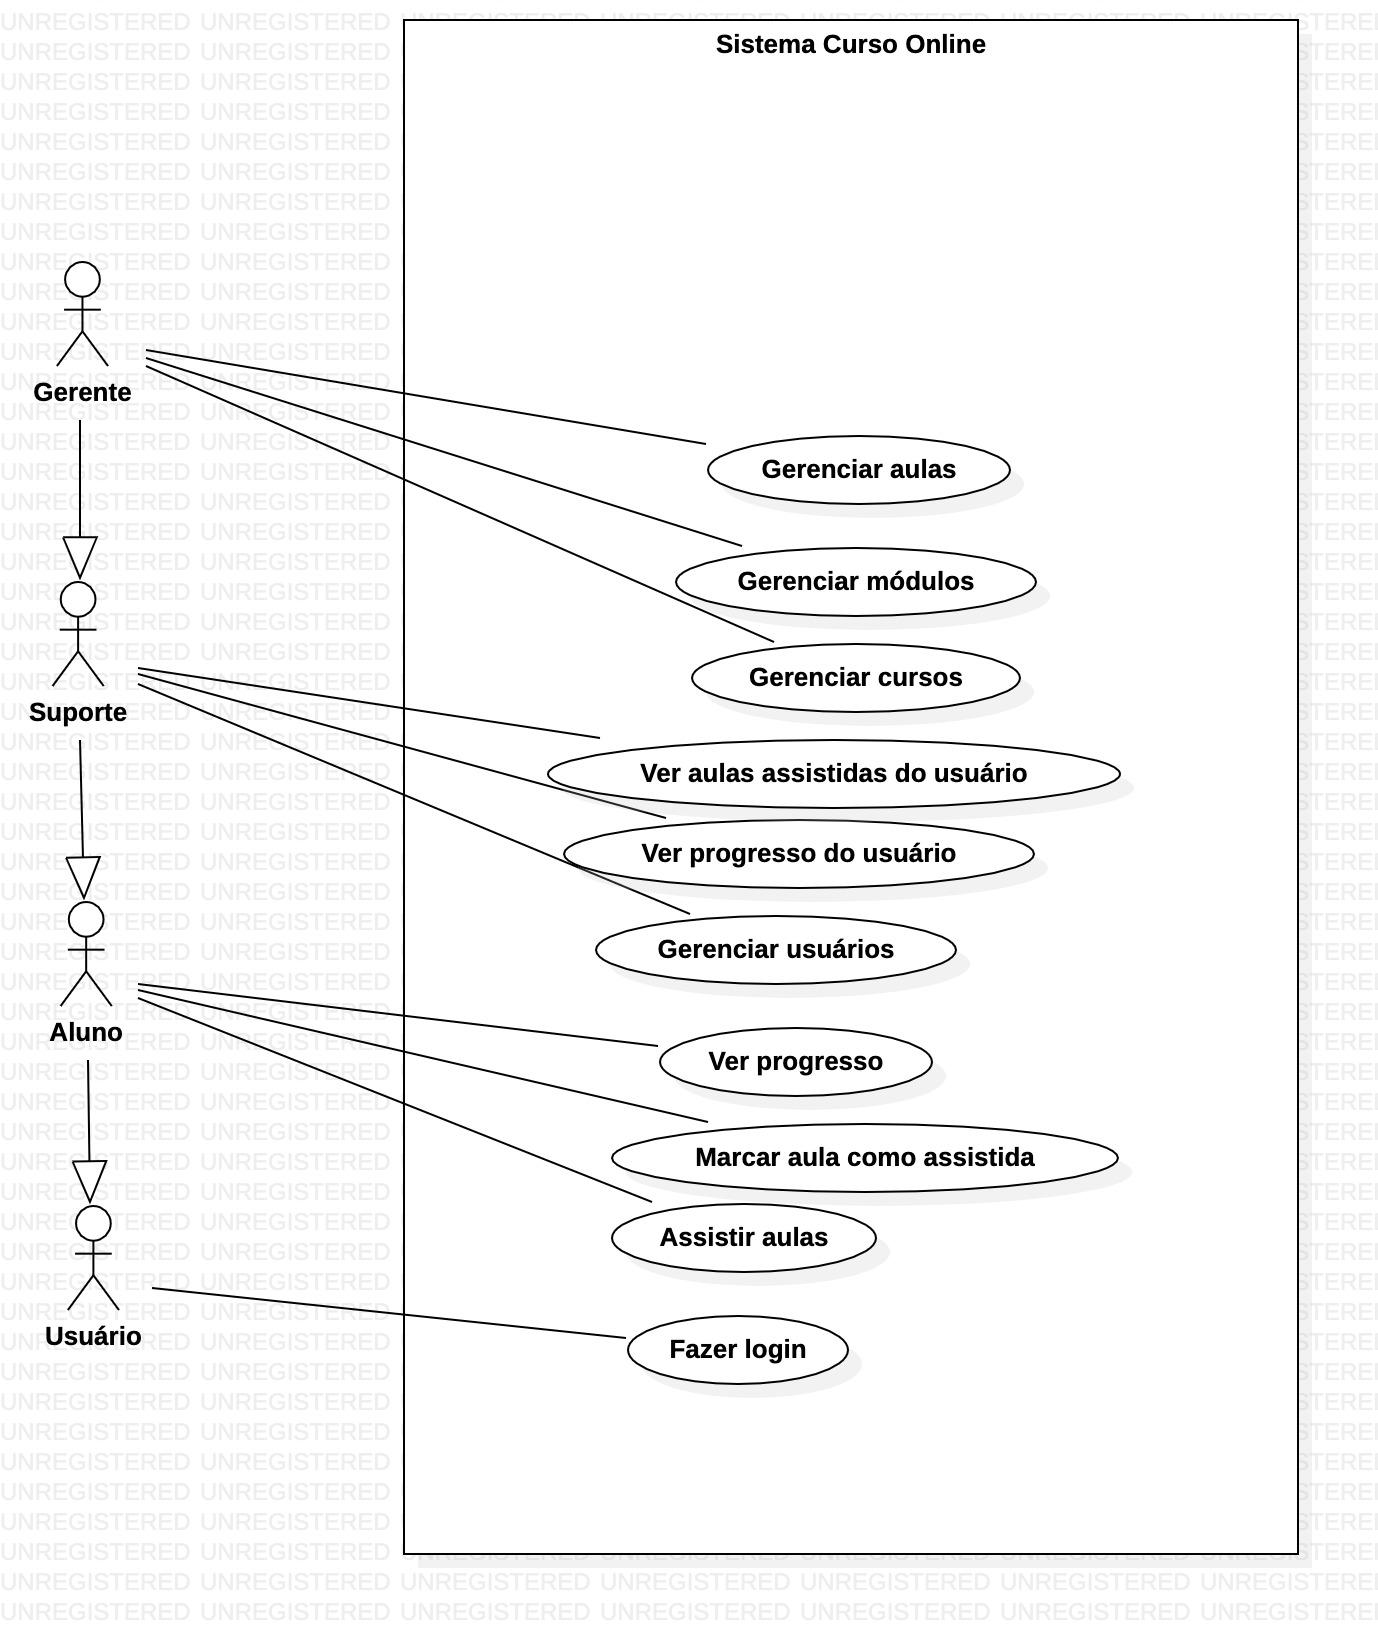 Sistema Curso Online
Gerente
Gerenciar aulas
Gerenciar módulos
Gerenciar cursos
Suporte
Ver aulas assistidas do usuário
Ver progresso do usuário
Gerenciar usuários
Aluno
Ver progresso
Marcar aula como assistida
Assistir aulas
Usuário
Fazer login
UNREGISTERED